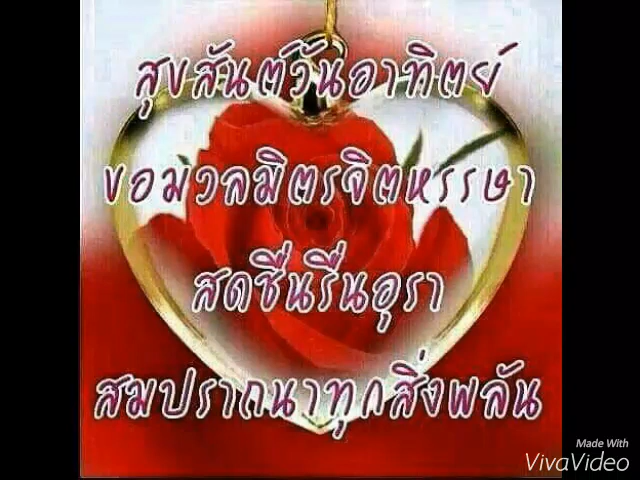 สุขสันต์วันอาทิตย์
ขอมวลมิตรจิตหรรษา
สดชื่นรื่นอุรา
สมปราถนาทุกสิ่งพลัน
Made With
VivaVideo